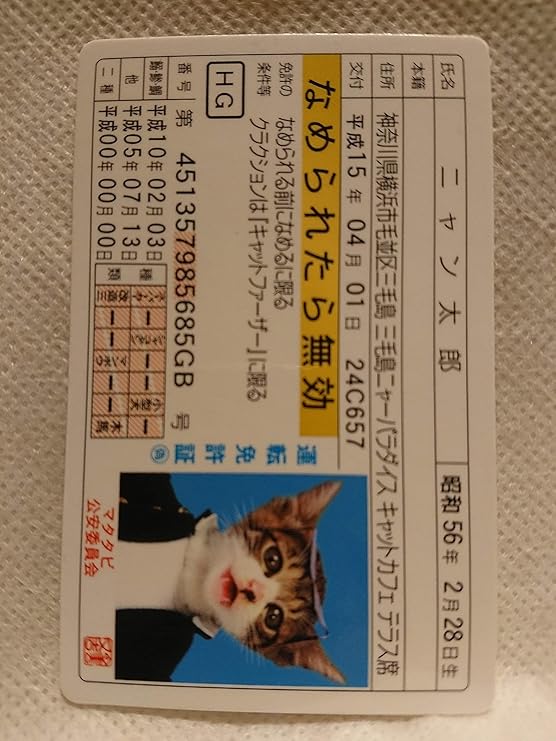 氏名 ニャン太郎 昭和56年 2月28日生
本籍
住所 神奈川県横浜市毛並区三毛島 三毛島ニャーパラダイス キャットカフェ テラス席
交付 平成15年 04月 01日 24C657
なめられたら無効
免許の
条件等
なめられる前になめるに限る
クラクションは「キャットファーザー」に限る
HG
番号 第 451357985685GB 号
平成10年02月03日
他 平成05年07月13日
二種 平成00年00月00日
種類
小型犬
木馬
運転免許証
マタタビ
公安委員会